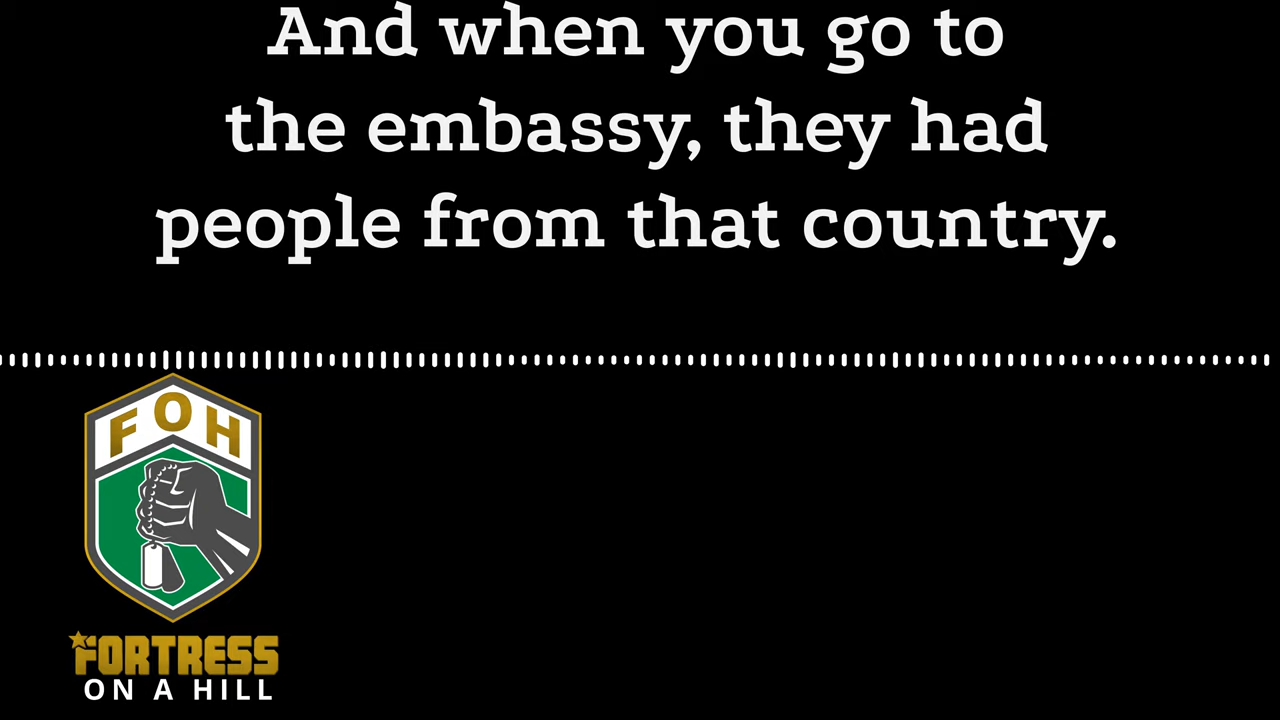 And when you go to
the embassy, they had
people from that country.
FOH
FORTRESS
ON A HILL